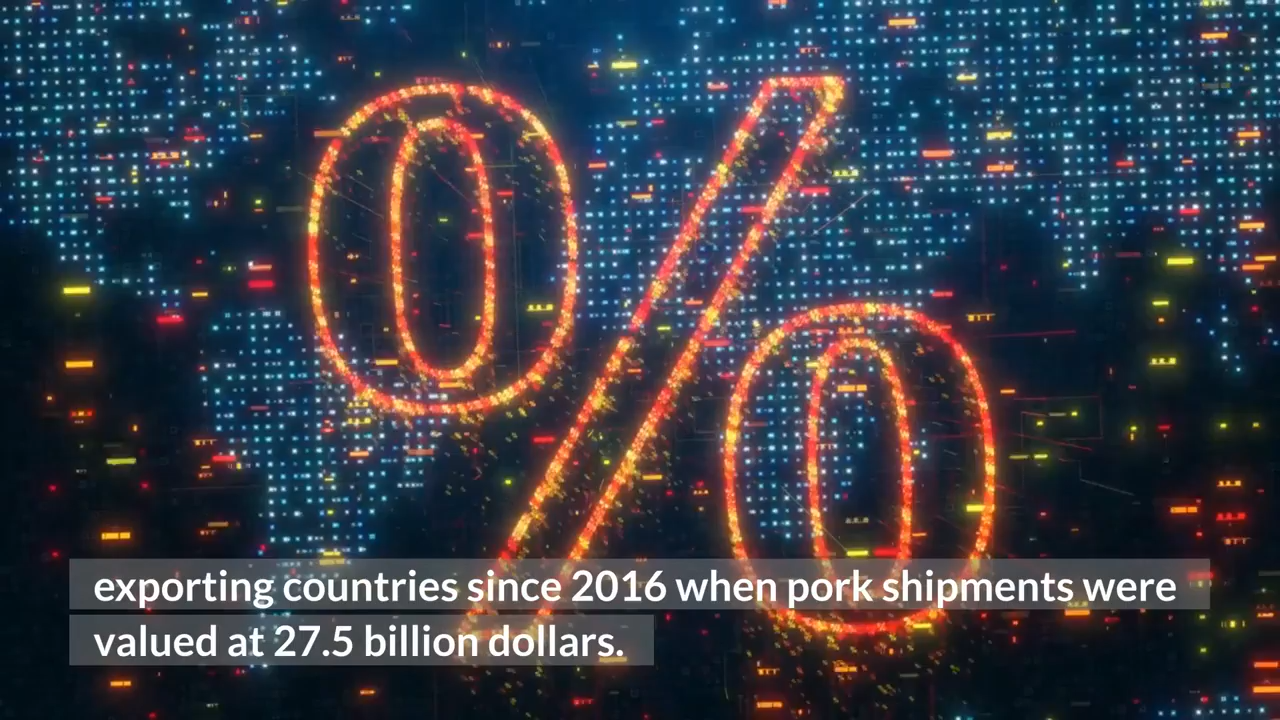 %
exporting countries since 2016 when pork shipments were
valued at 27.5 billion dollars.